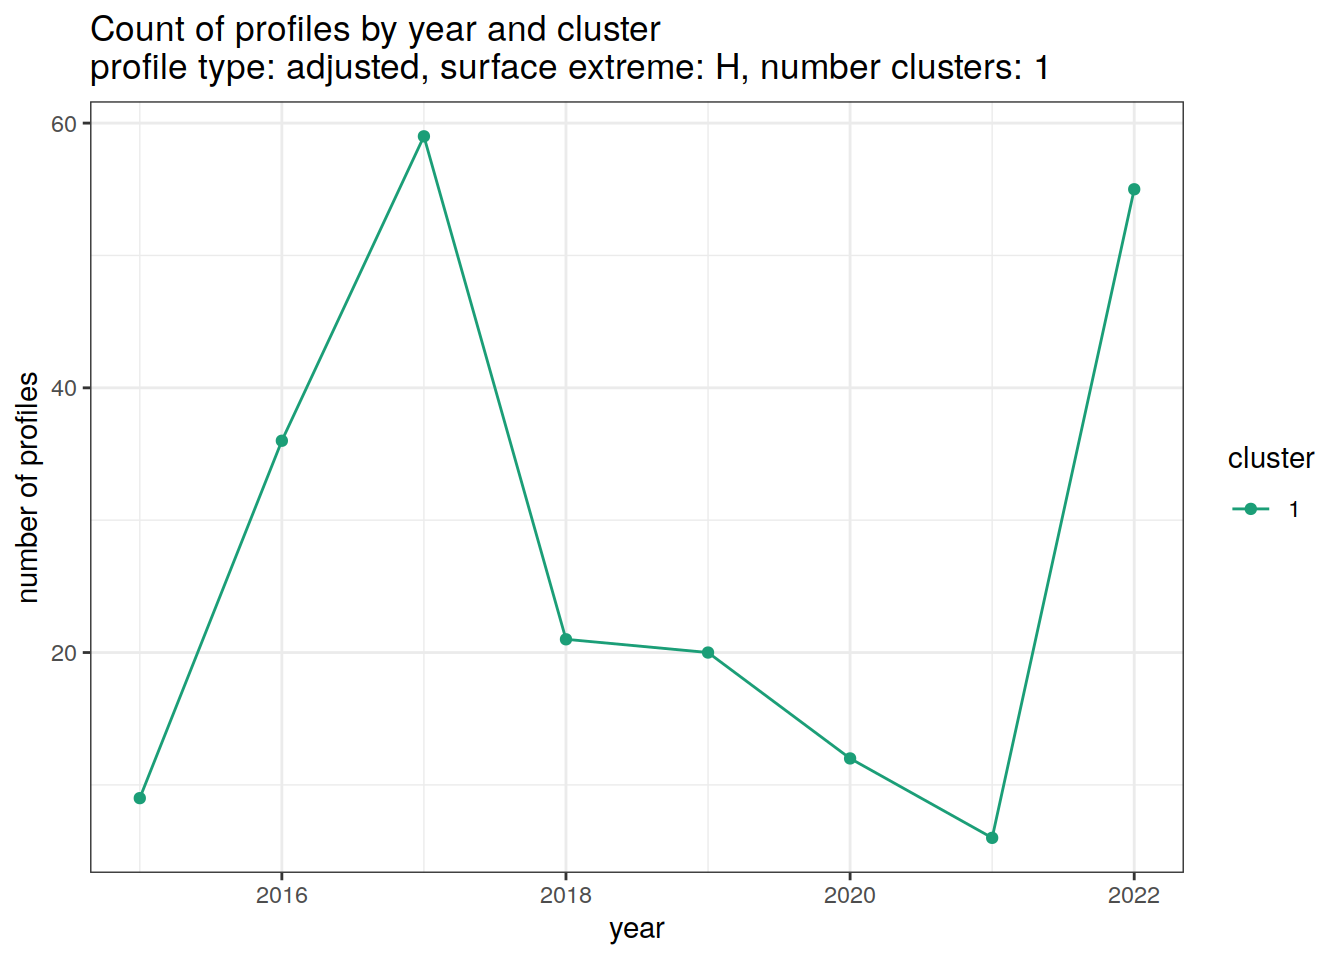 Count of profiles by year and cluster
profile type: adjusted, surface extreme: H, number clusters: 1
60
40
20
number of profiles
2016
2018
2020
2022
year
cluster
1